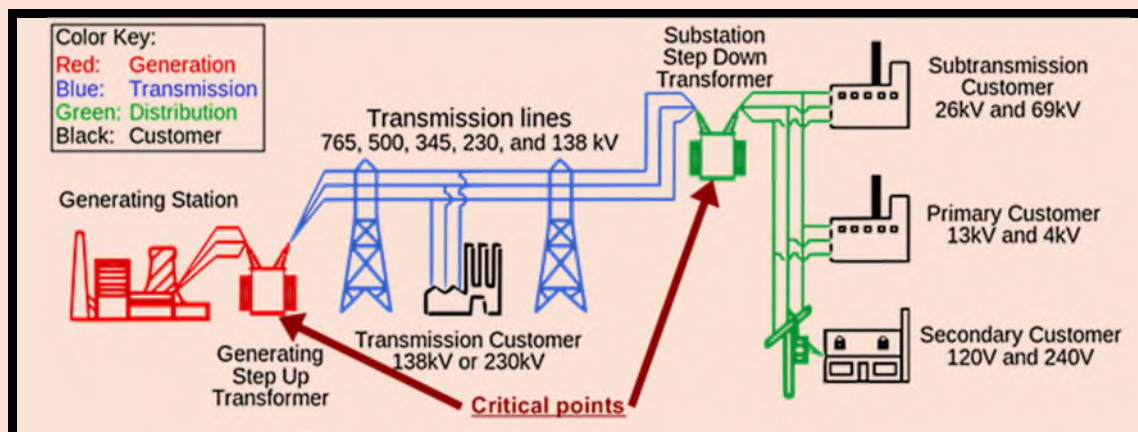 Color Key:
Red: Generation
Blue: Transmission
Green: Distribution
Black: Customer
Substation
Step Down
Transformer
Subtransmission
Customer
26kV and 69kV
Transmission lines
765, 500, 345, 230, and 138 kV
Generating Station
Primary Customer
13kV and 4kV
Transmission Customer
138kV or 230kV
Secondary Customer
120V and 240V
Generating
Step Up
Transformer
Critical points